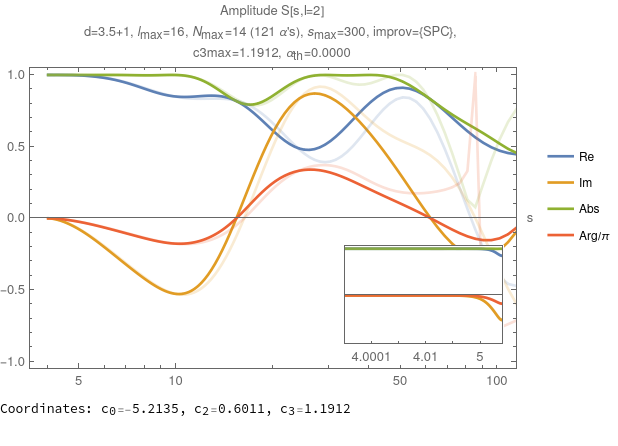 Amplitude S[s,l=2]
d=3.5+1, lmax=16, Nmax=14 (121 α's), smax=300, improv={SPC},
c3max=1.1912, αth=0.0000
1.0
0.5
0.0
−0.5
−1.0
5
10
50
100
s
4.0001
4.01
5
Re
Im
Abs
Arg/π
Coordinates: c0=-5.2135, c2=0.6011, c3=1.1912